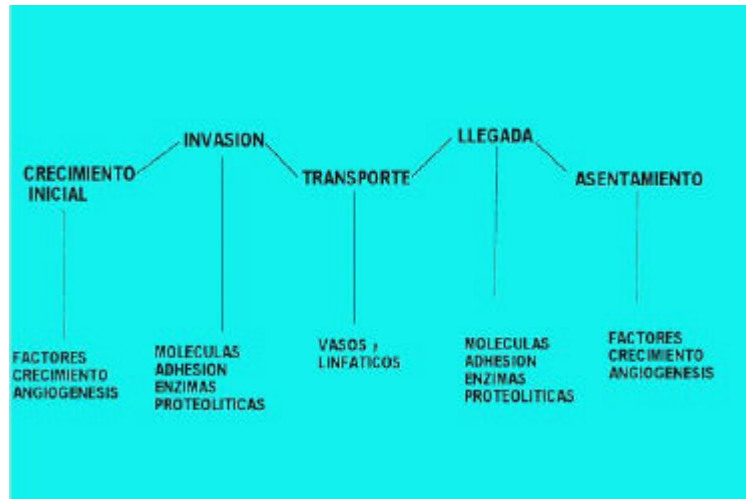 CRECIMIENTO
INICIAL
INVASION
TRANSPORTE
LLEGADA
ASENTAMIENTO
FACTORES
CRECIMIENTO
ANGIOGENESIS
MOLECULAS
ADHESION
ENZIMAS
PROTEOLITICAS
VASOS y
LINFATICOS
MOLECULAS
ADHESION
ENZIMAS
PROTEOLITICAS
FACTORES
CRECIMIENTO
ANGIOGENESIS